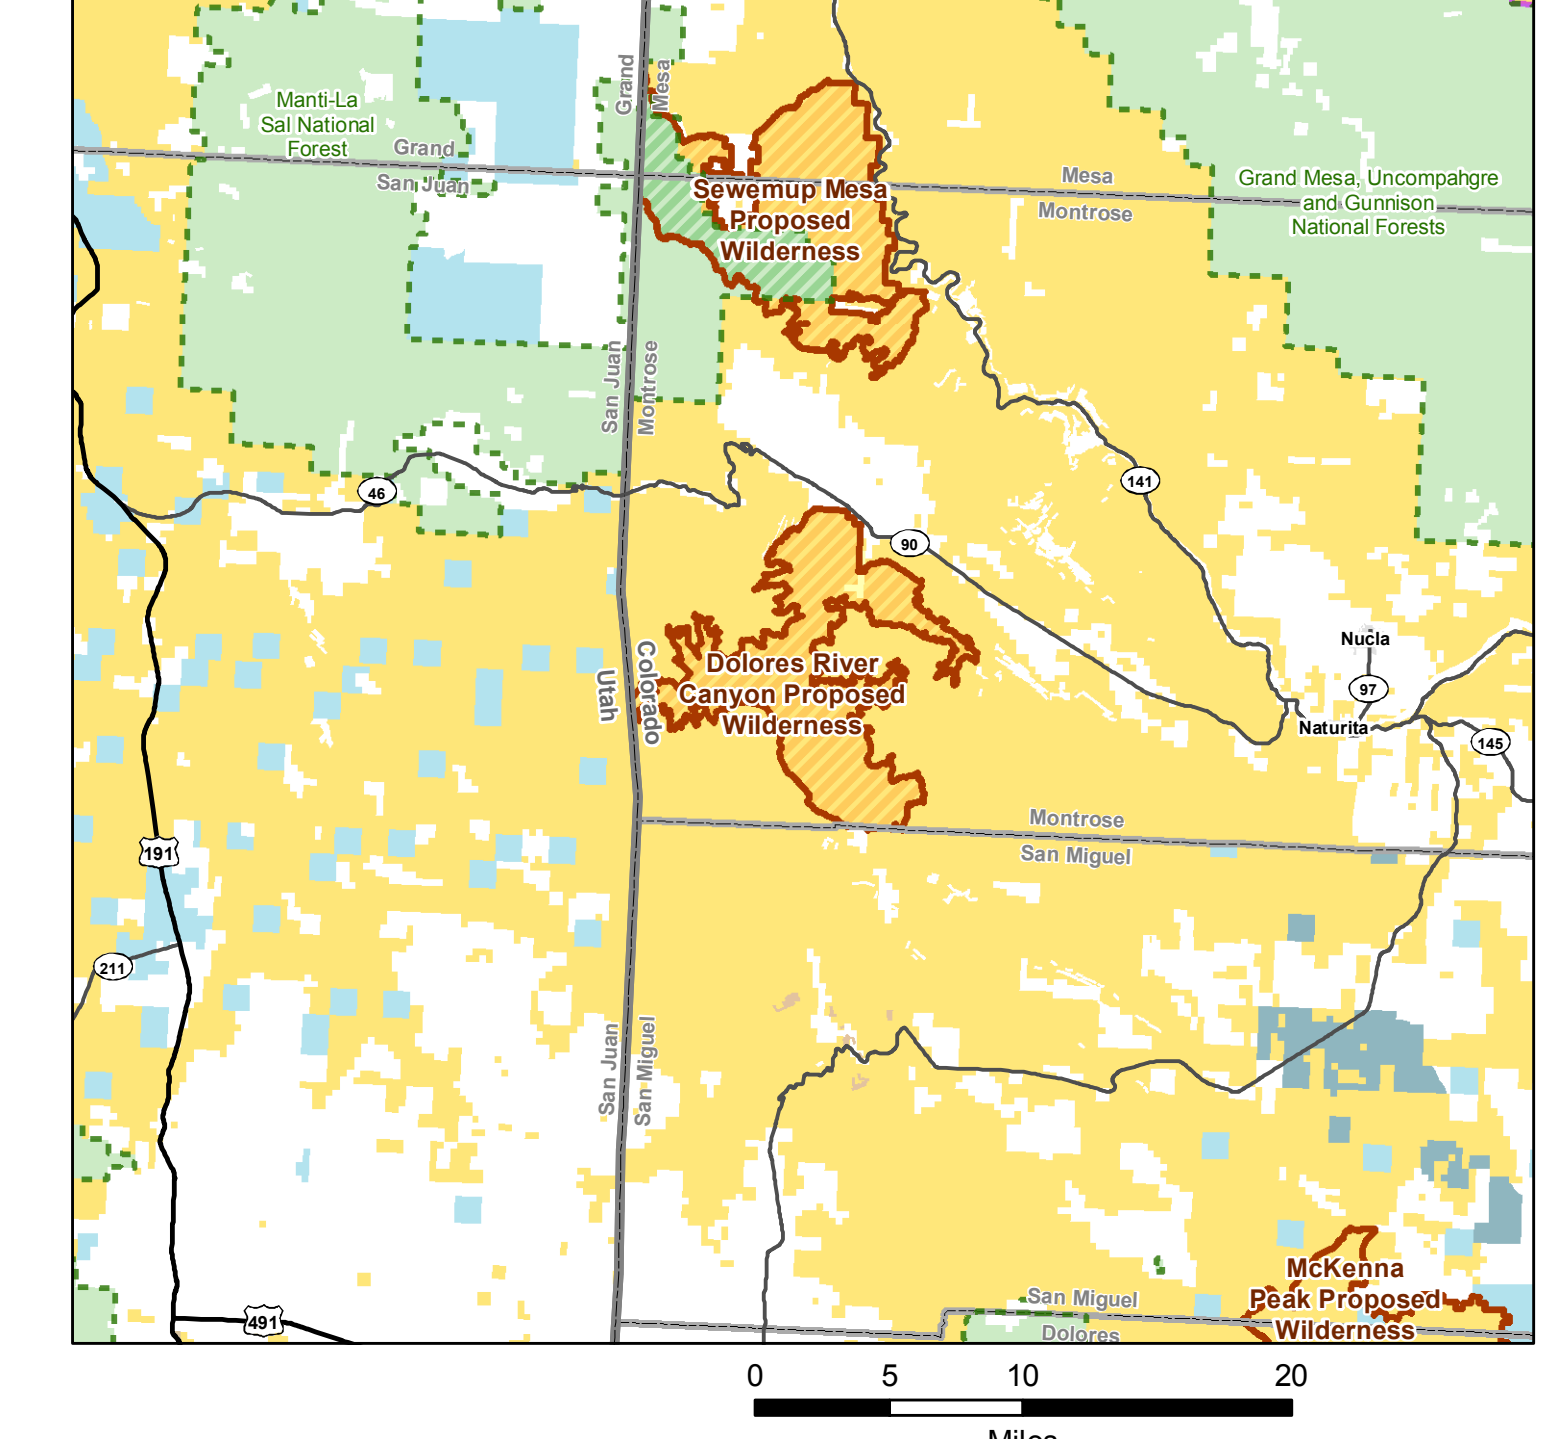 Grand
Mesa
Manti-La
Sal National
Forest
Grand
San Juan
Mesa
Montrose
Grand Mesa, Uncompahgre
and Gunnison
National Forests
Sewemup Mesa
Proposed
Wilderness
San Juan
Montrose
46
141
90
Nucla
97
Naturita
145
Utah
Colorado
Dolores River
Canyon Proposed
Wilderness
191
Montrose
San Miguel
211
San Juan
San Miguel
McKenna
Peak Proposed
Wilderness
San Miguel
Dolores
491
0 5 10 20
Miles